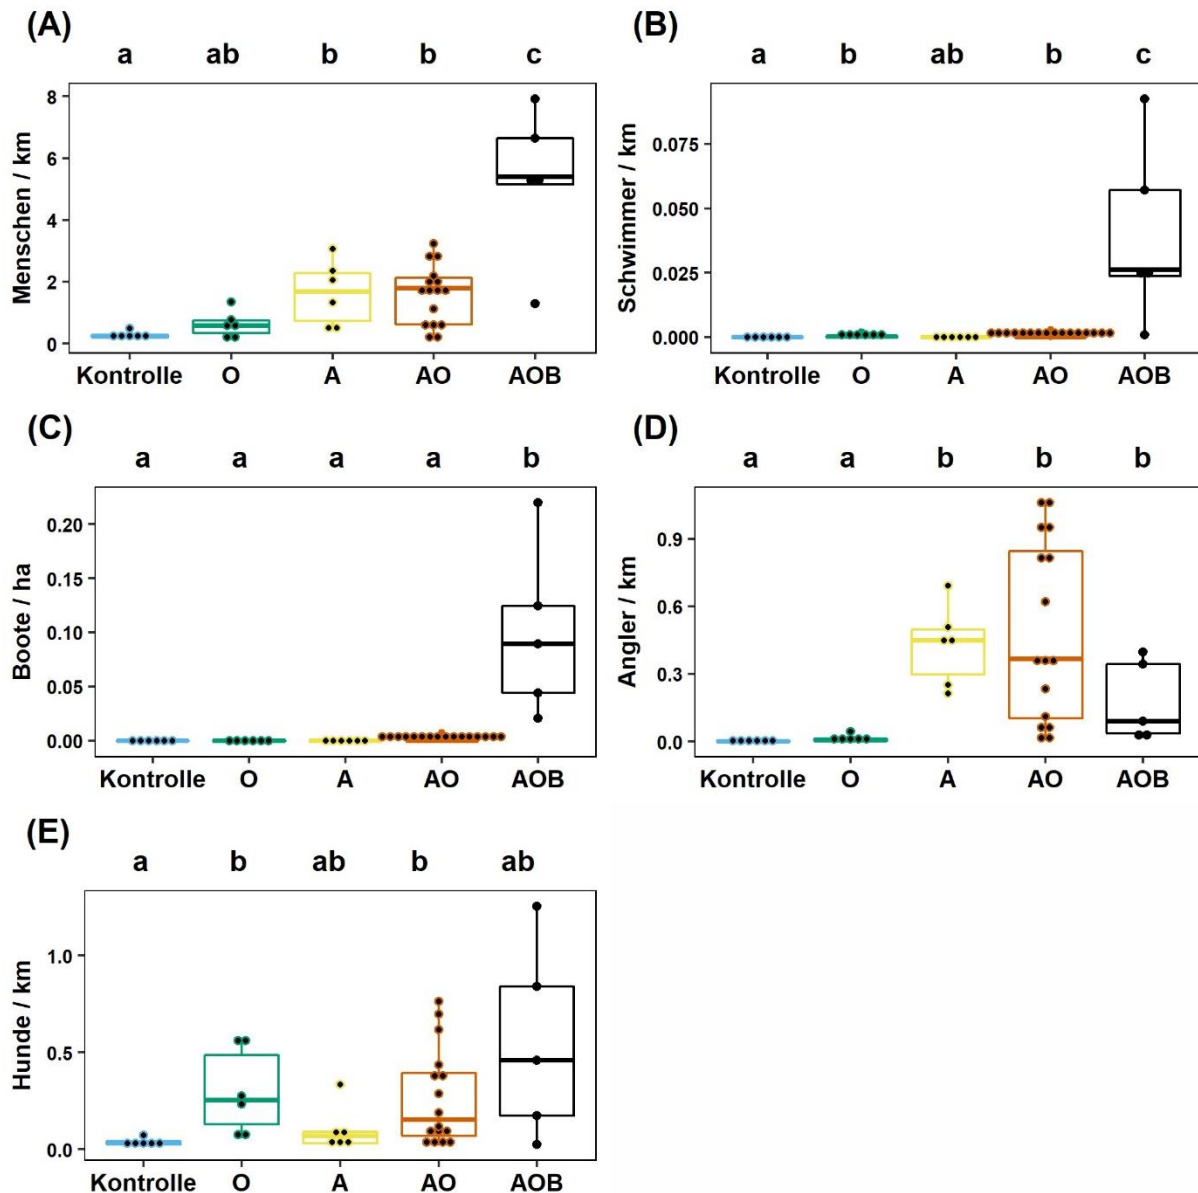 (A)
a ab b b c
Menschen / km
8
6
4
2
0
Kontrolle O A AO AOB
(B)
a b ab b c
Schwimmer / km
0.075
0.050
0.025
0.000
Kontrolle O A AO AOB
(C)
a a a a b
Boote / ha
0.20
0.15
0.10
0.05
0.00
Kontrolle O A AO AOB
(D)
a a b b b
Angler / km
0.9
0.6
0.3
0.0
Kontrolle O A AO AOB
(E)
a b ab b ab
Hunde / km
1.0
0.5
0.0
Kontrolle O A AO AOB